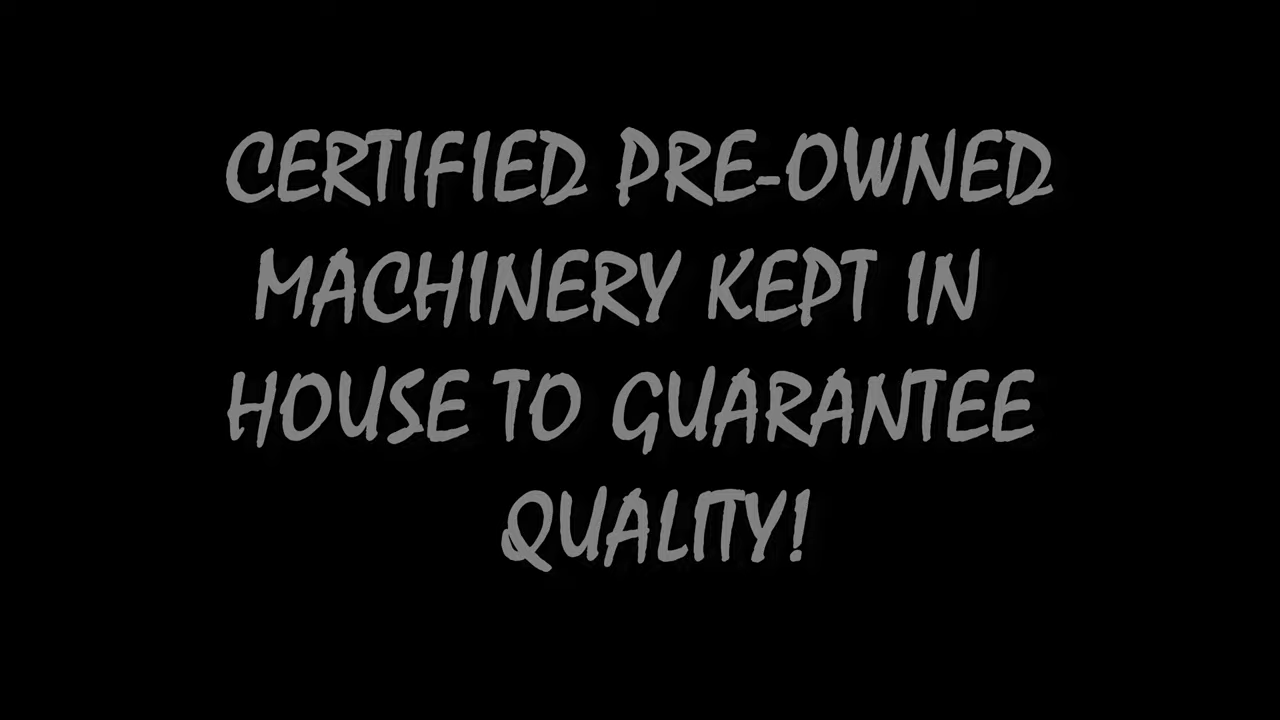 CERTIFIED PRE-OWNED
MACHINERY KEPT IN
HOUSE TO GUARANTEE
QUALITY!